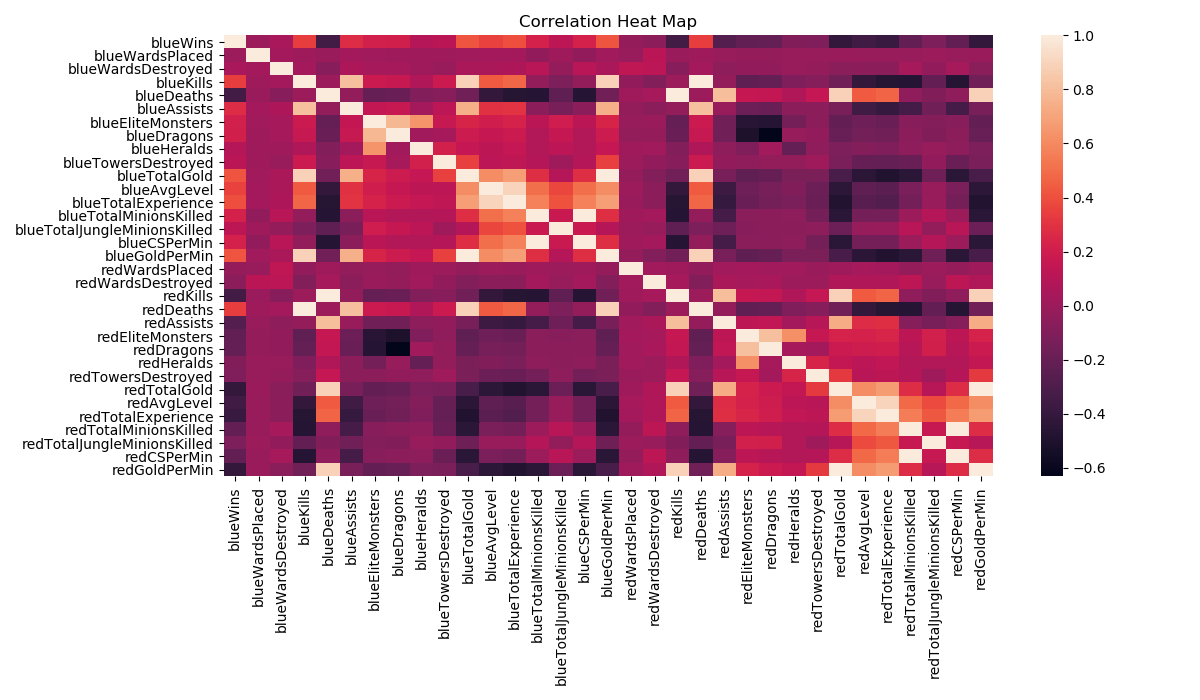 Correlation Heat Map
blueWins
blueWardsPlaced
blueWardsDestroyed
blueKills
blueDeaths
blueAssists
blueEliteMonsters
blueDragons
blueHeralds
blueTowersDestroyed
blueTotalGold
blueAvgLevel
blueTotalExperience
blueTotalMinionsKilled
blueTotalJungleMinionsKilled
blueCSPerMin
blueGoldPerMin
redWardsPlaced
redWardsDestroyed
redKills
redDeaths
redAssists
redEliteMonsters
redDragons
redHeralds
redTowersDestroyed
redTotalGold
redAvgLevel
redTotalExperience
redTotalMinionsKilled
redTotalJungleMinionsKilled
redCSPerMin
redGoldPerMin
blueWins
blueWardsPlaced
blueWardsDestroyed
blueKills
blueDeaths
blueAssists
blueEliteMonsters
blueDragons
blueHeralds
blueTowersDestroyed
blueTotalGold
blueAvgLevel
blueTotalExperience
blueTotalMinionsKilled
blueTotalJungleMinionsKilled
blueCSPerMin
blueGoldPerMin
redWardsPlaced
redWardsDestroyed
redKills
redDeaths
redAssists
redEliteMonsters
redDragons
redHeralds
redTowersDestroyed
redTotalGold
redAvgLevel
redTotalExperience
redTotalMinionsKilled
redTotalJungleMinionsKilled
redCSPerMin
redGoldPerMin
1.0
0.8
0.6
0.4
0.2
0.0
−0.2
−0.4
−0.6